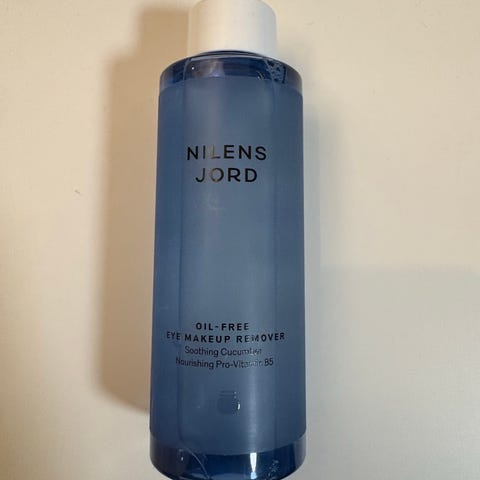 NILENS
JORD
OIL-FREE
EYE MAKEUP REMOVER
Soothing Cucumber
Nourishing Pro-Vitamin B5